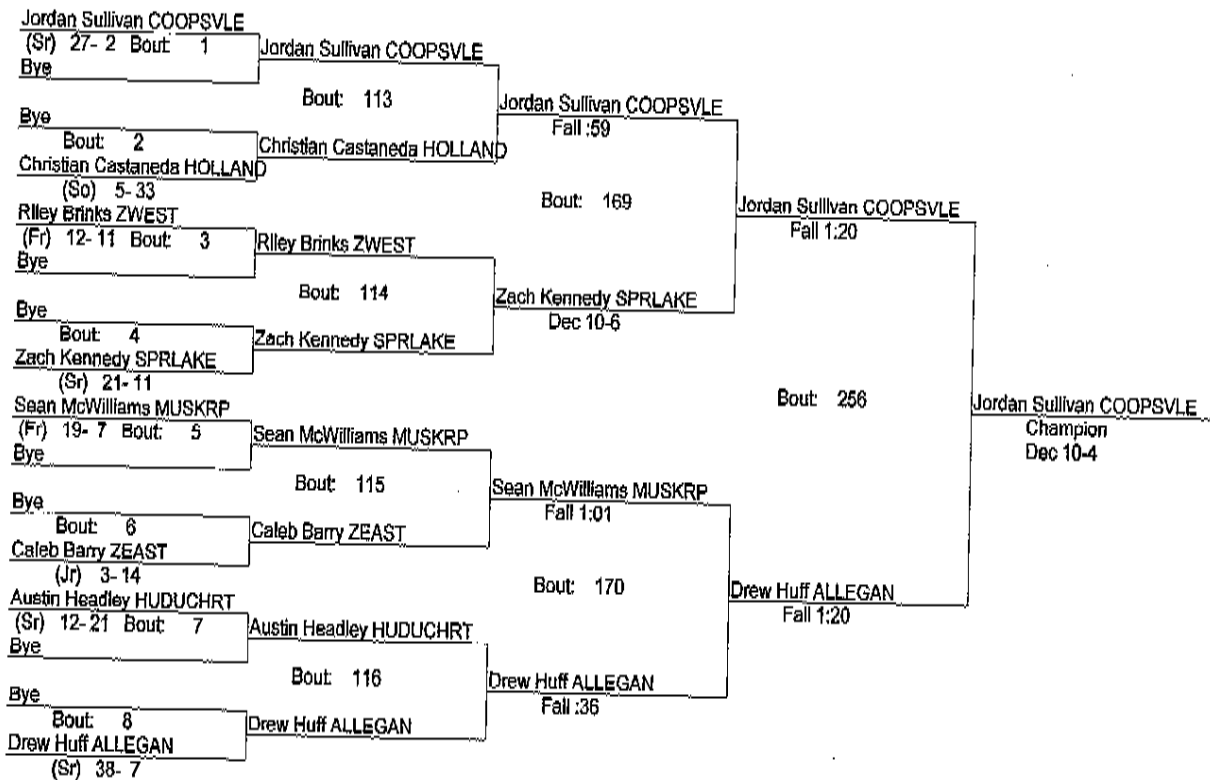 Jordan Sullivan COOPSVLE
(Sr) 27- 2 Bout: 1
Bye
Jordan Sullivan COOPSVLE
Bout: 113
Bye
Bout: 2
Christian Castaneda HOLLAND
Christian Castaneda HOLLAND
(So) 5- 33
Jordan Sullivan COOPSVLE
Fall :59
Bout: 169
Riley Brinks ZWEST
(Fr) 12- 11 Bout: 3
Bye
Riley Brinks ZWEST
Bout: 114
Bye
Bout: 4
Zach Kennedy SPRLAKE
Zach Kennedy SPRLAKE
(Sr) 21- 11
Zach Kennedy SPRLAKE
Dec 10-6
Jordan Sullivan COOPSVLE
Fall 1:20
Bout: 256
Jordan Sullivan COOPSVLE
Champion
Dec 10-4
Sean McWilliams MUSKRP
(Fr) 19- 7 Bout: 5
Bye
Sean McWilliams MUSKRP
Bout: 115
Bye
Bout: 6
Caleb Barry ZEAST
Caleb Barry ZEAST
(Jr) 3- 14
Sean McWilliams MUSKRP
Fall 1:01
Bout: 170
Austin Headley HUDUCHRT
(Sr) 12- 21 Bout: 7
Bye
Austin Headley HUDUCHRT
Bout: 116
Bye
Bout: 8
Drew Huff ALLEGAN
Drew Huff ALLEGAN
(Sr) 38- 7
Drew Huff ALLEGAN
Fall :36
Drew Huff ALLEGAN
Fall 1:20